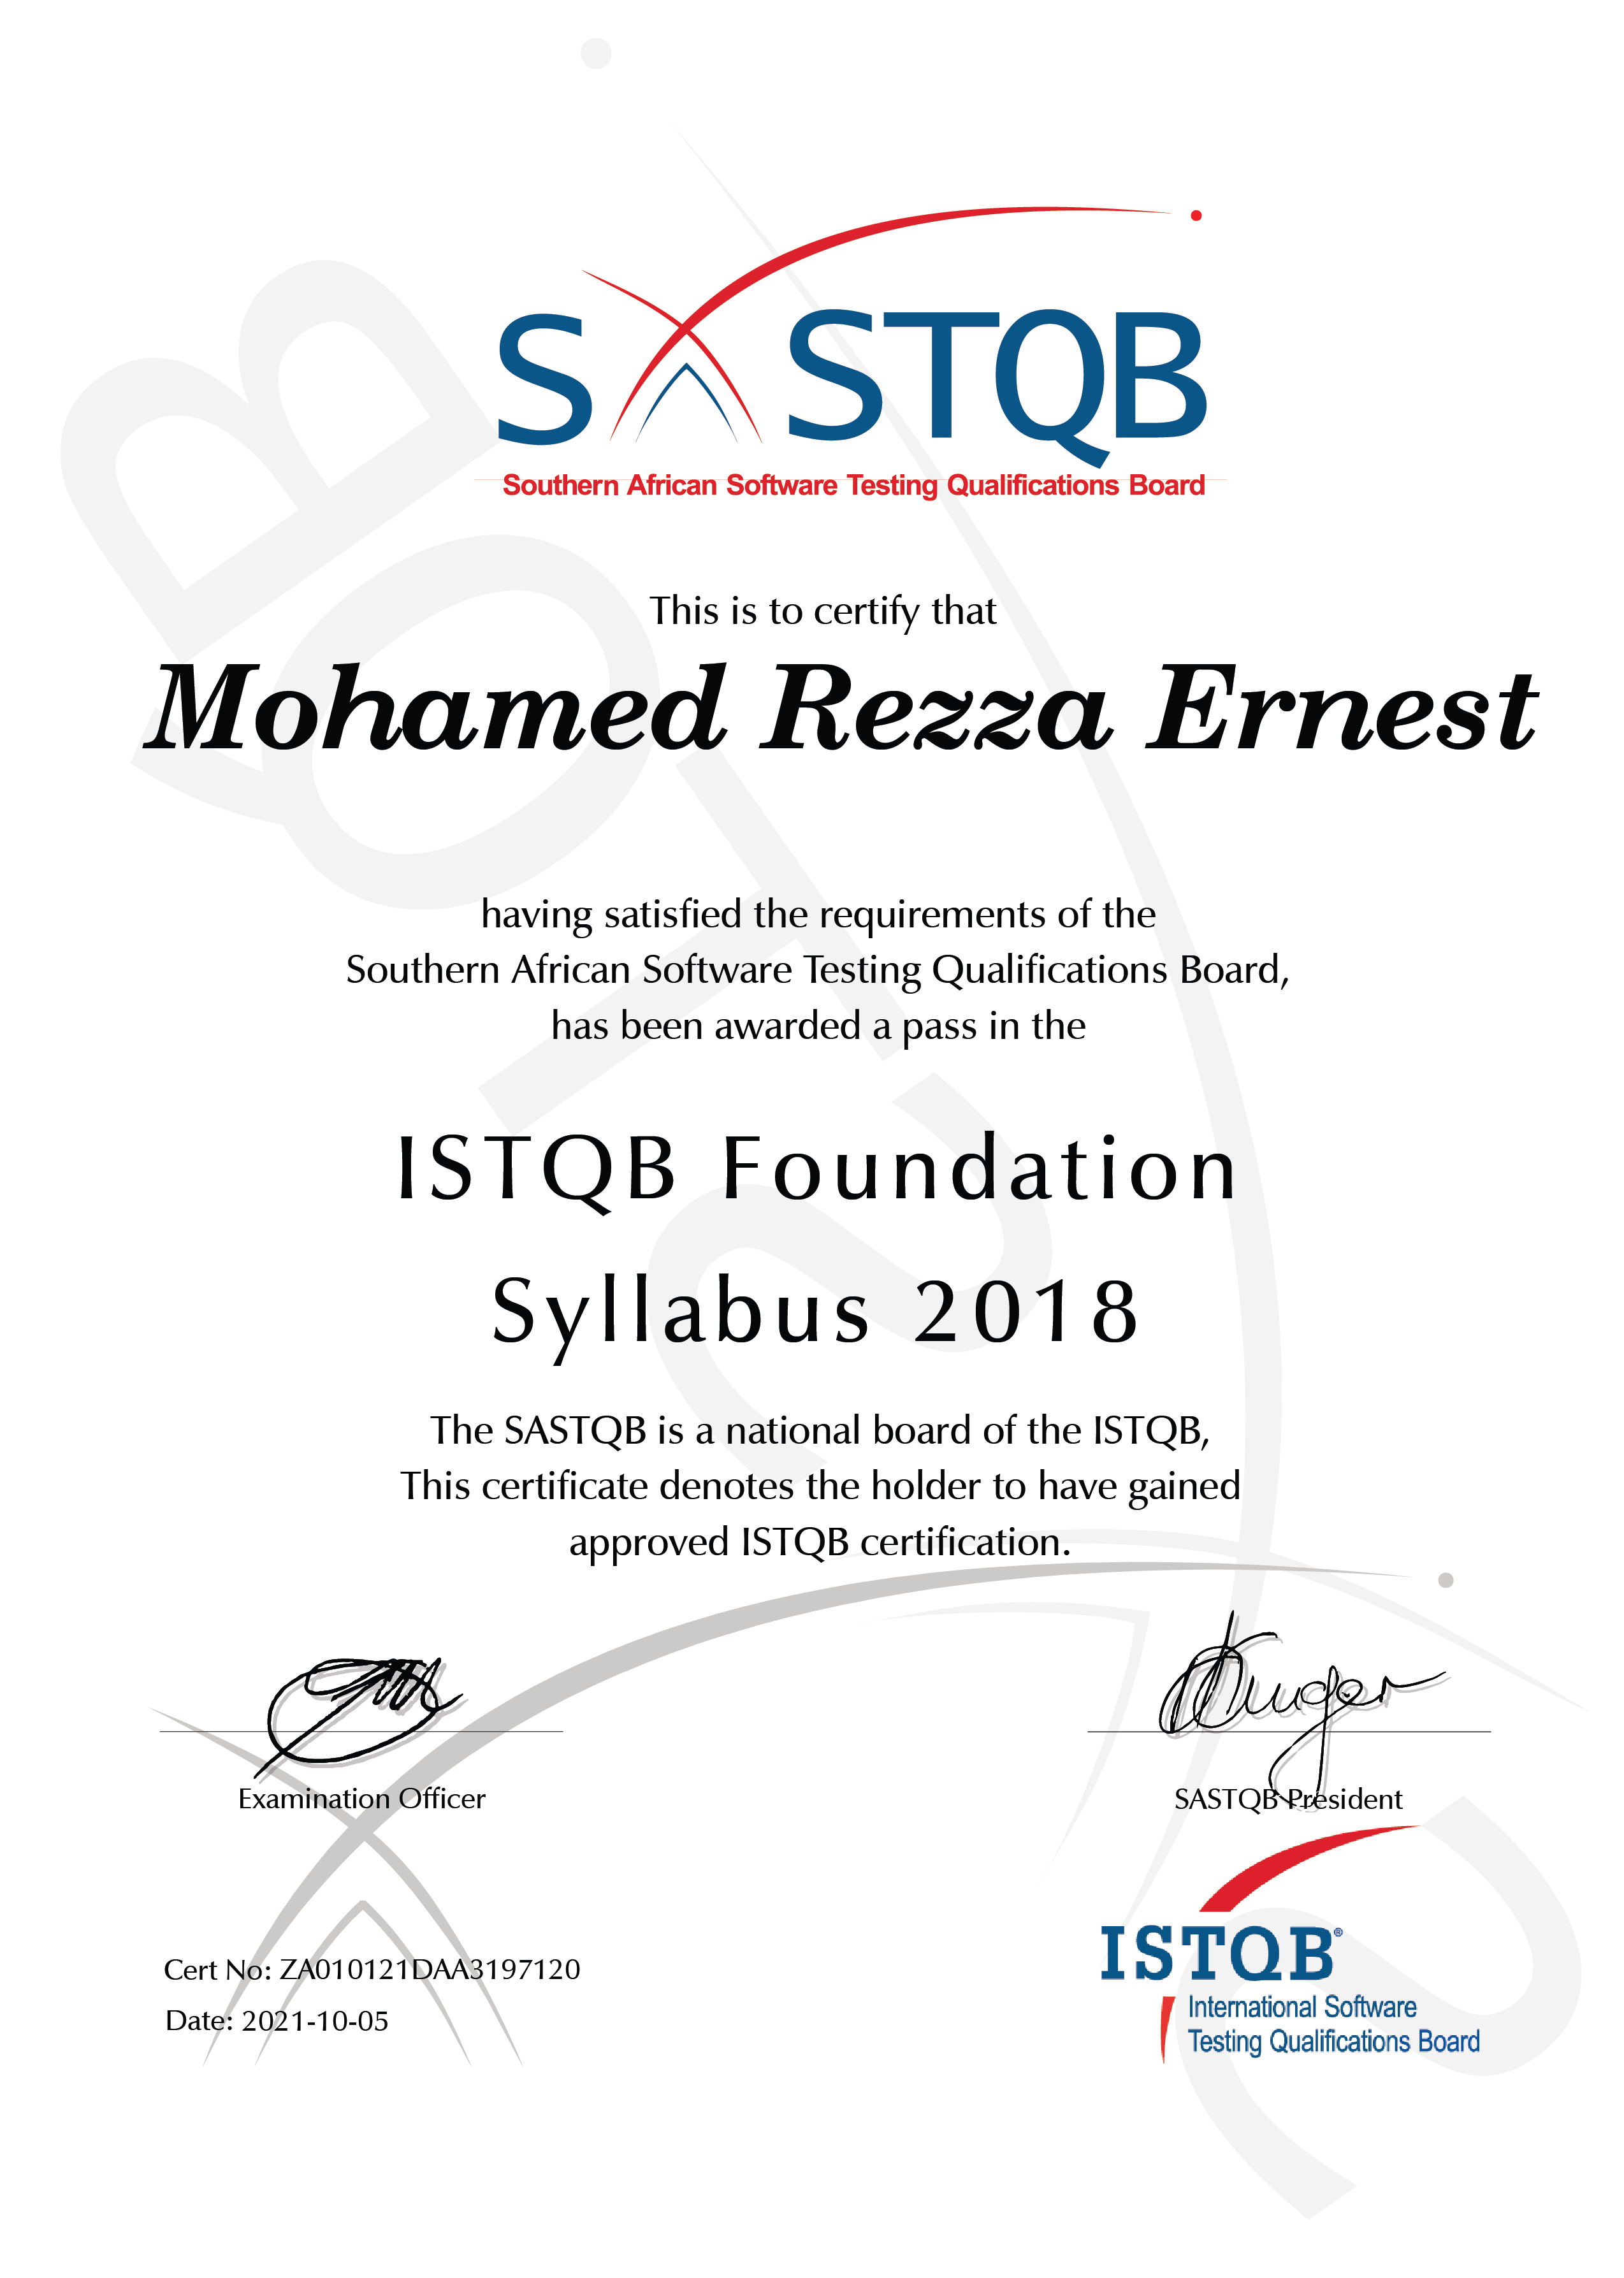 SASTQB
Southern African Software Testing Qualifications Board
This is to certify that
Mohamed Rezza Ernest
having satisfied the requirements of the
Southern African Software Testing Qualifications Board,
has been awarded a pass in the
ISTQB Foundation
Syllabus 2018
The SASTQB is a national board of the ISTQB,
This certificate denotes the holder to have gained
approved ISTQB certification.
Examination Officer
SASTQB President
Cert No: ZA010121DAA3197120
Date: 2021-10-05
ISTQB®
International Software
Testing Qualifications Board